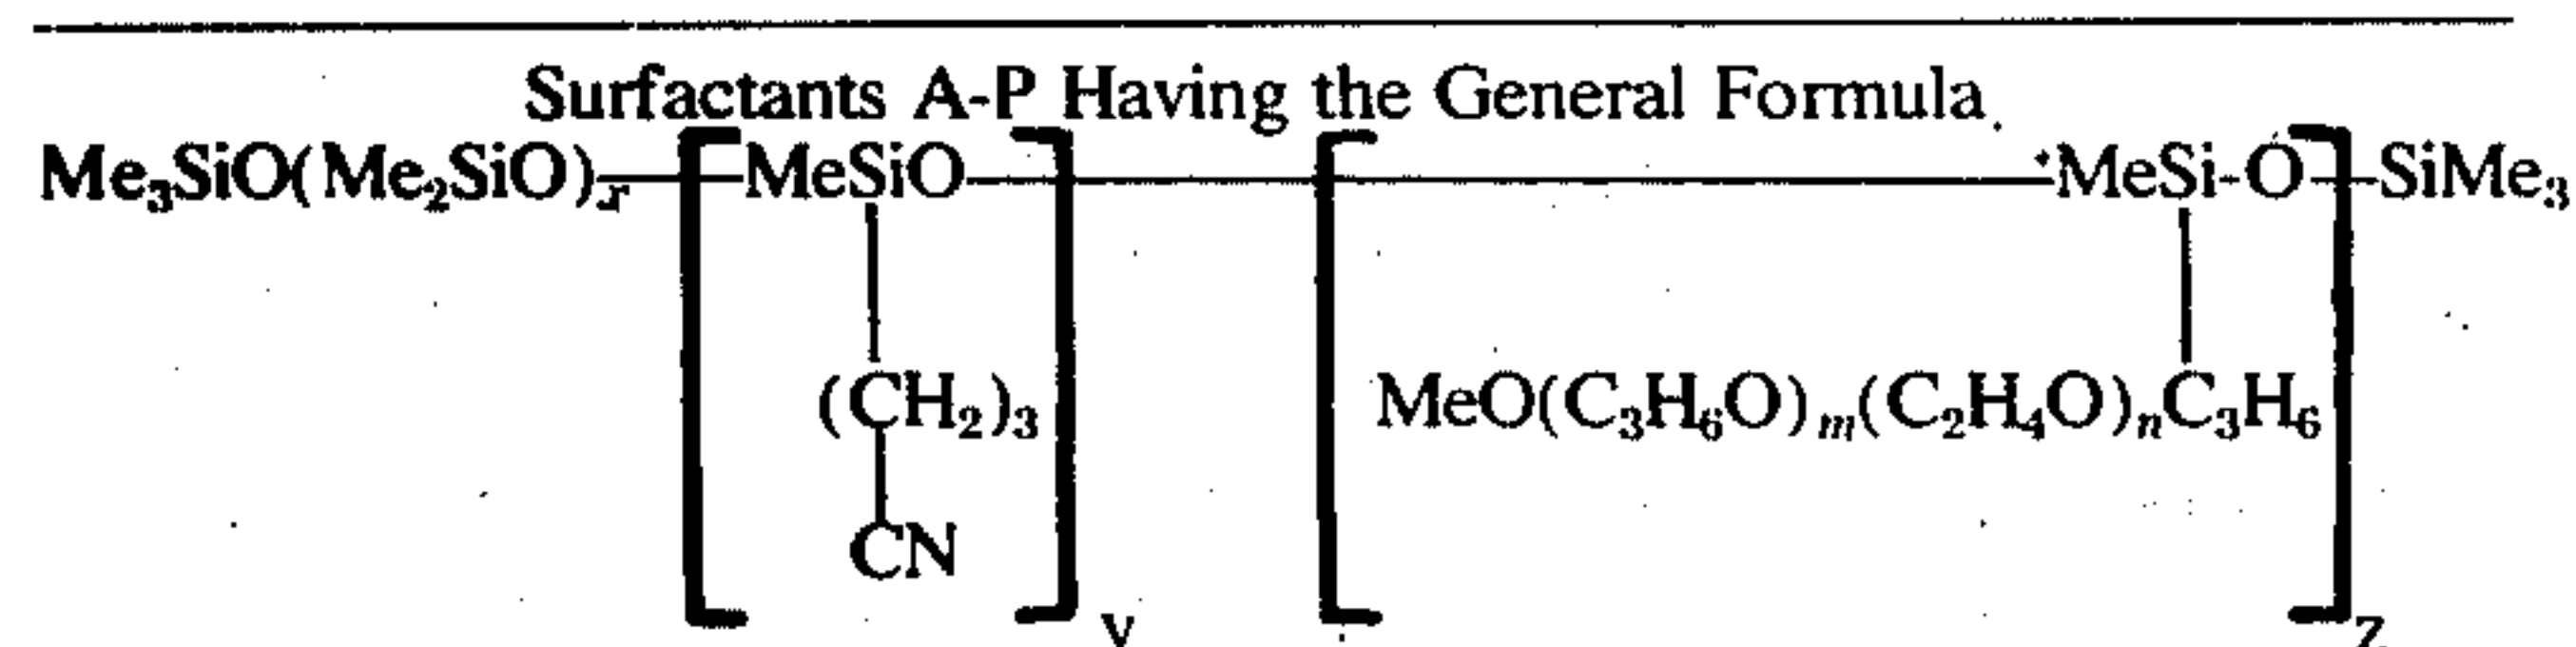 Surfactants A-P Having the General Formula
Me₃SiO(Me₂SiO)ₓ—[MeSiO—]—[MeSi-O—]SiMe₃
(CH₂)₃ MeO(C₃H₆O)ₘ(C₂H₄O)ₙC₃H₆
CN
y z